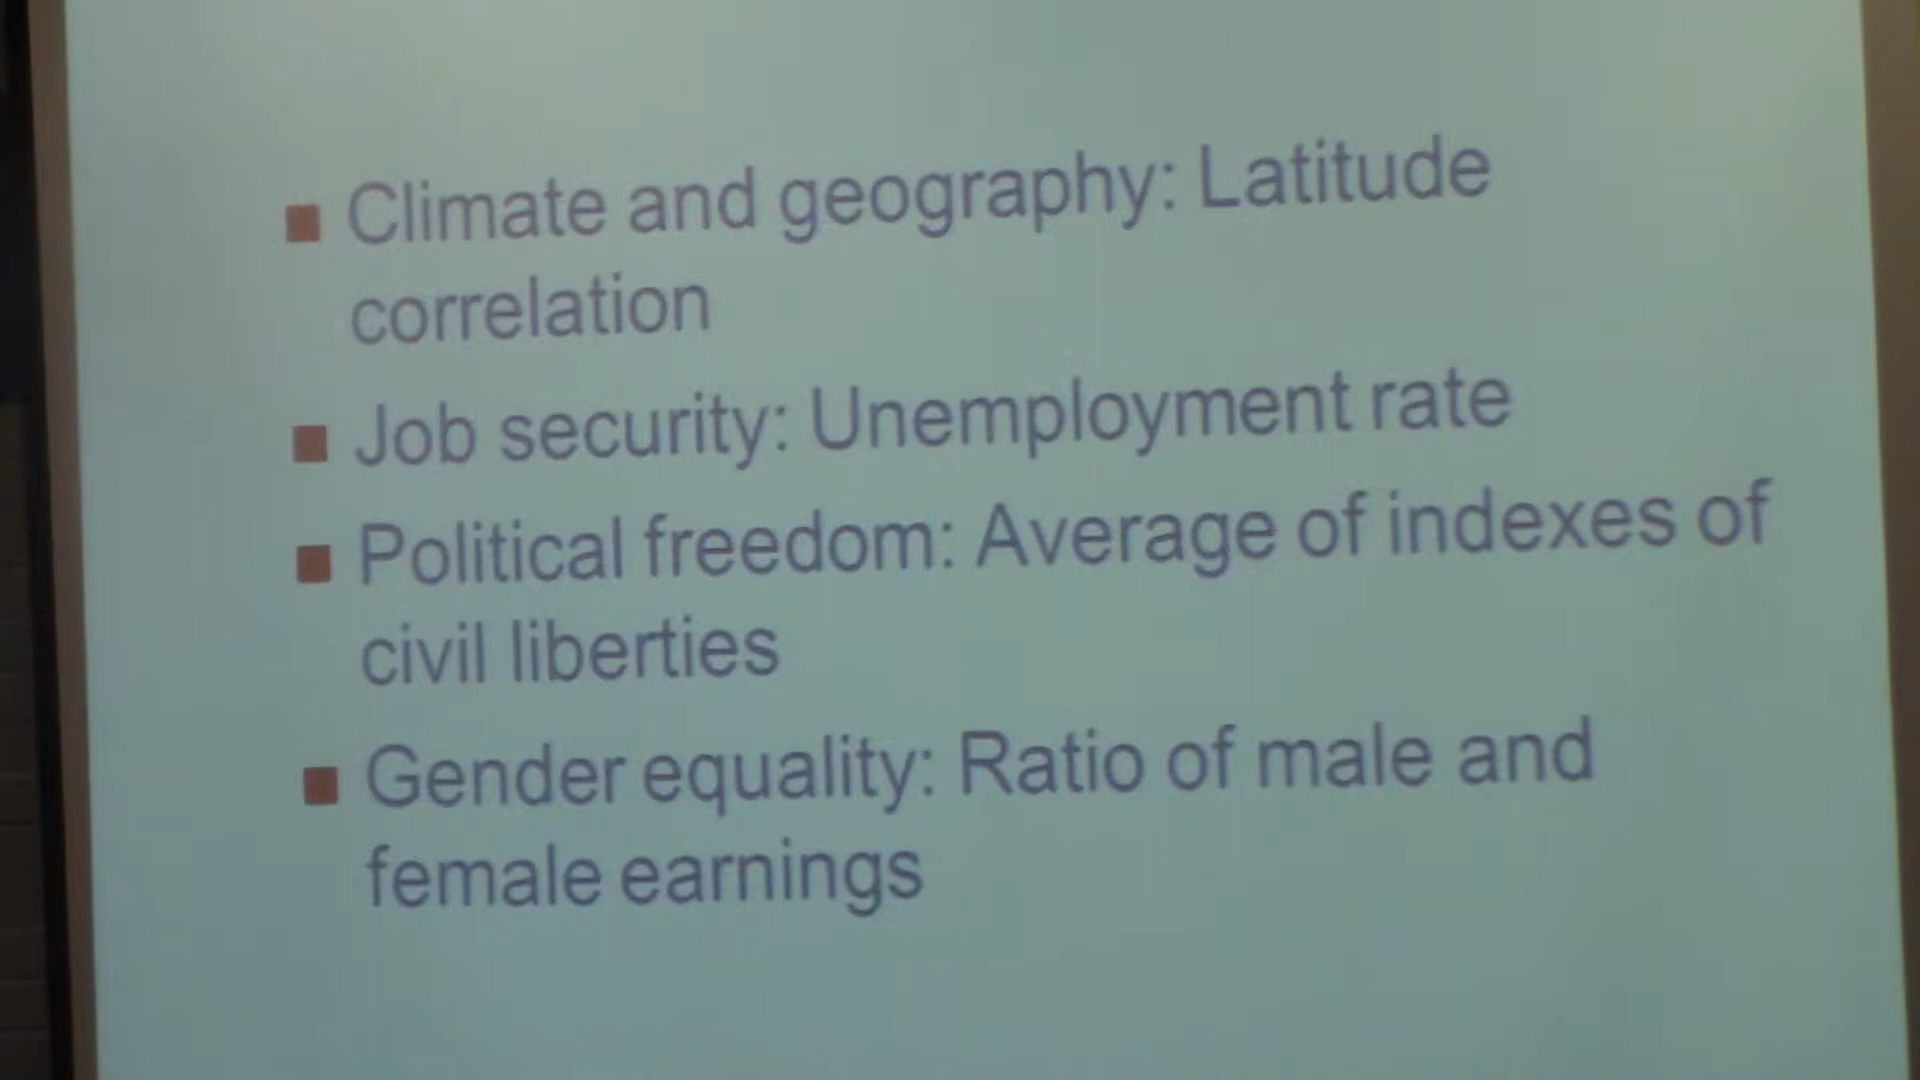 Climate and geography: Latitude
correlation
Job security: Unemployment rate
Political freedom: Average of indexes of
civil liberties
Gender equality: Ratio of male and
female earnings